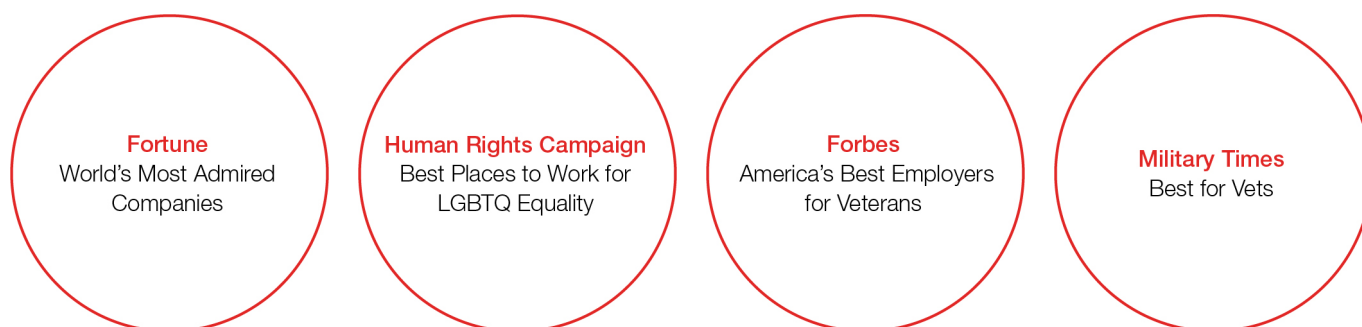 Fortune
World’s Most Admired
Companies
Human Rights Campaign
Best Places to Work for
LGBTQ Equality
Forbes
America’s Best Employers
for Veterans
Military Times
Best for Vets